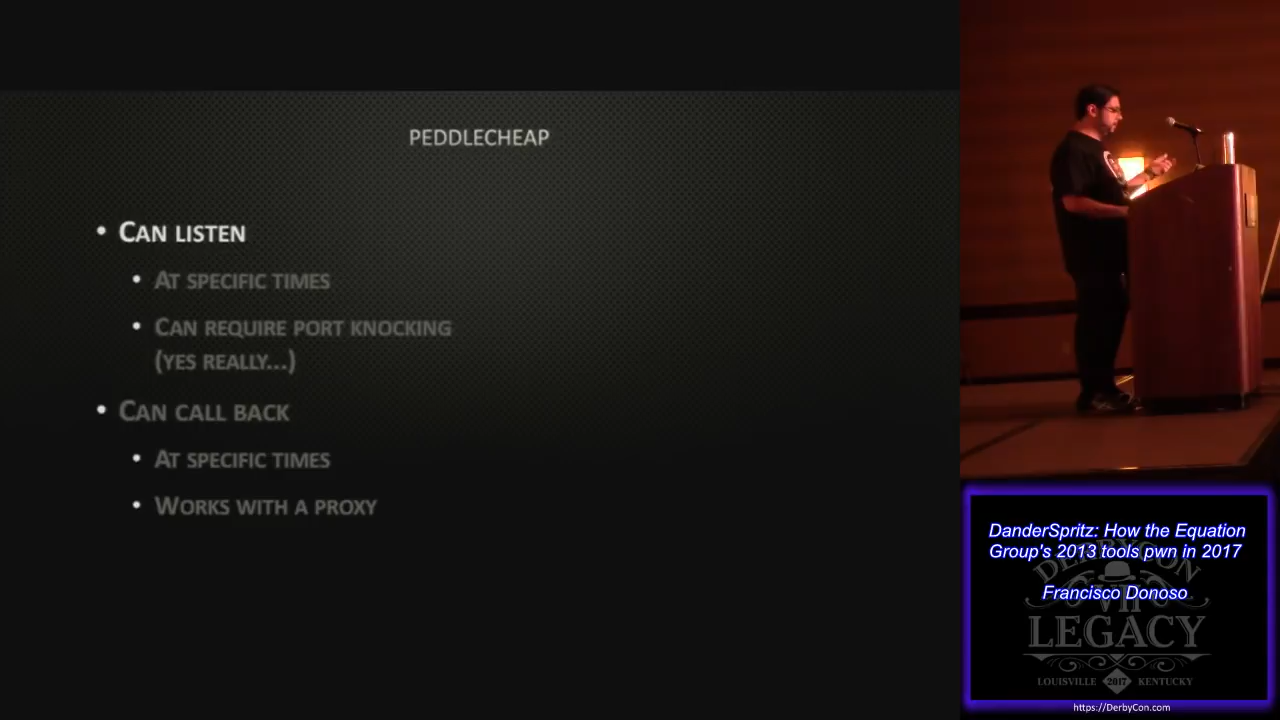 PEDDLECHEAP
• CAN LISTEN
• AT SPECIFIC TIMES
• CAN REQUIRE PORT KNOCKING
(YES REALLY...)
• CAN CALL BACK
• AT SPECIFIC TIMES
• WORKS WITH A PROXY
DanderSpritz: How the Equation
Group's 2013 tools pwn in 2017
Francisco Donoso
DERBYCON
VII
LEGACY
LOUISVILLE 2017 KENTUCKY
https://DerbyCon.com